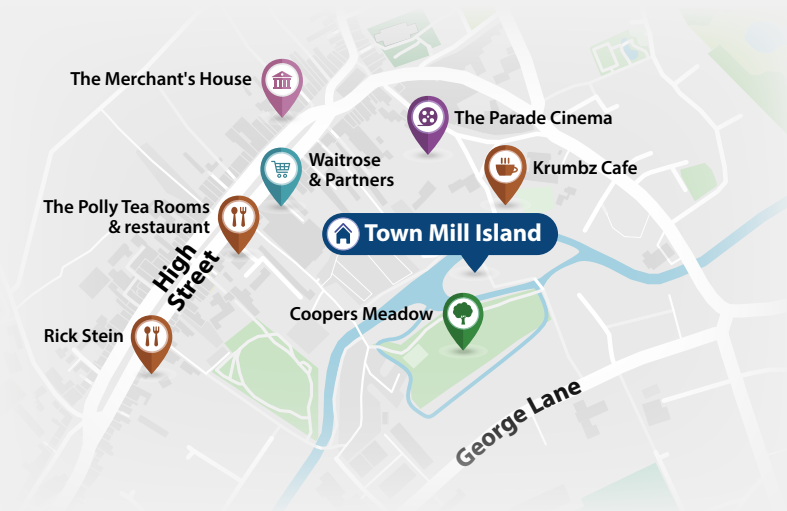 The Merchant's House
The Parade Cinema
Waitrose
& Partners
Krumbz Cafe
The Polly Tea Rooms
& restaurant
Town Mill Island
High
Street
Coopers Meadow
Rick Stein
George Lane